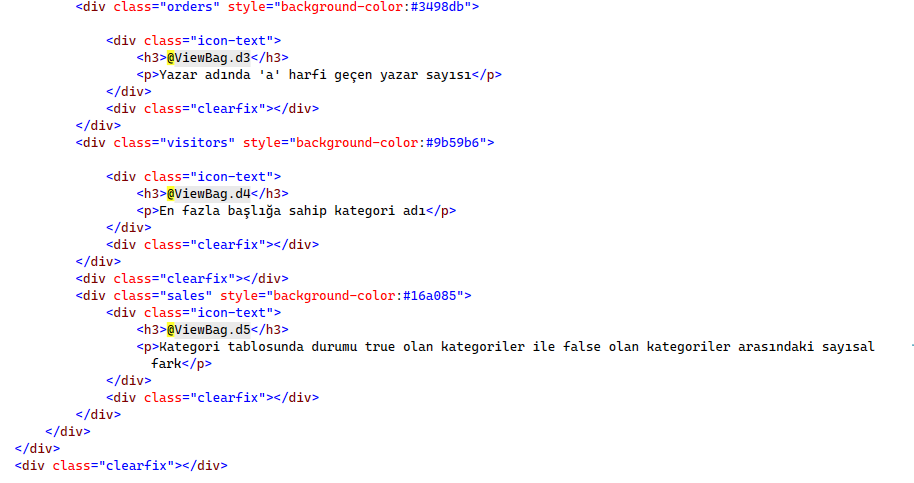 <div class="orders" style="background-color:#3498db">
<div class="icon-text">
<h3>@ViewBag.d3</h3>
<p>Yazar adında 'a' harfi geçen yazar sayısı</p>
</div>
<div class="clearfix"></div>
</div>
<div class="visitors" style="background-color:#9b59b6">
<div class="icon-text">
<h3>@ViewBag.d4</h3>
<p>En fazla başlığa sahip kategori adı</p>
</div>
<div class="clearfix"></div>
</div>
<div class="clearfix"></div>
<div class="sales" style="background-color:#16a085">
<div class="icon-text">
<h3>@ViewBag.d5</h3>
<p>Kategori tablosunda durumu true olan kategoriler ile false olan kategoriler arasındaki sayısal
fark</p>
</div>
<div class="clearfix"></div>
</div>
</div>
</div>
<div class="clearfix"></div>